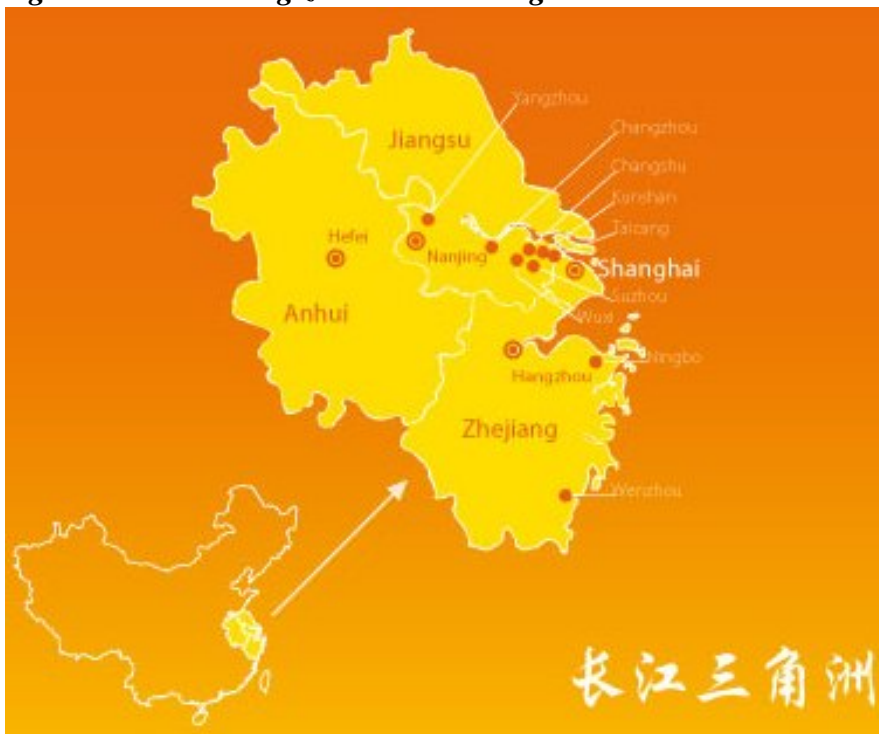 Yangzhou
Changzhou
Jiangsu
Changshu
Kunshan
Taicang
Hefei
Nanjing
Shanghai
Suzhou
Anhui
Wuxi
Ningbo
Hangzhou
Zhejiang
Wenzhou
长江三角洲